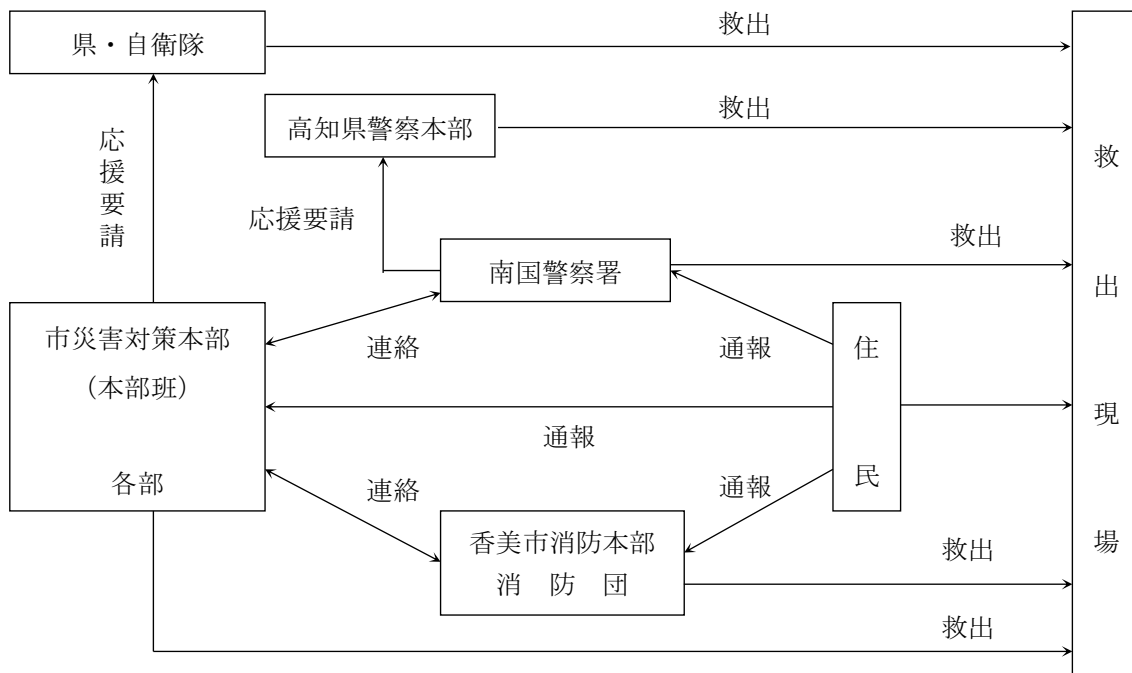 県・自衛隊
救出
高知県警察本部
救出
応援要請
応援要請
南国警察署
救出
救出現場
市災害対策本部
（本部班）
各部
連絡
通報
住民
通報
連絡
通報
香美市消防本部
消　防　団
救出
救出